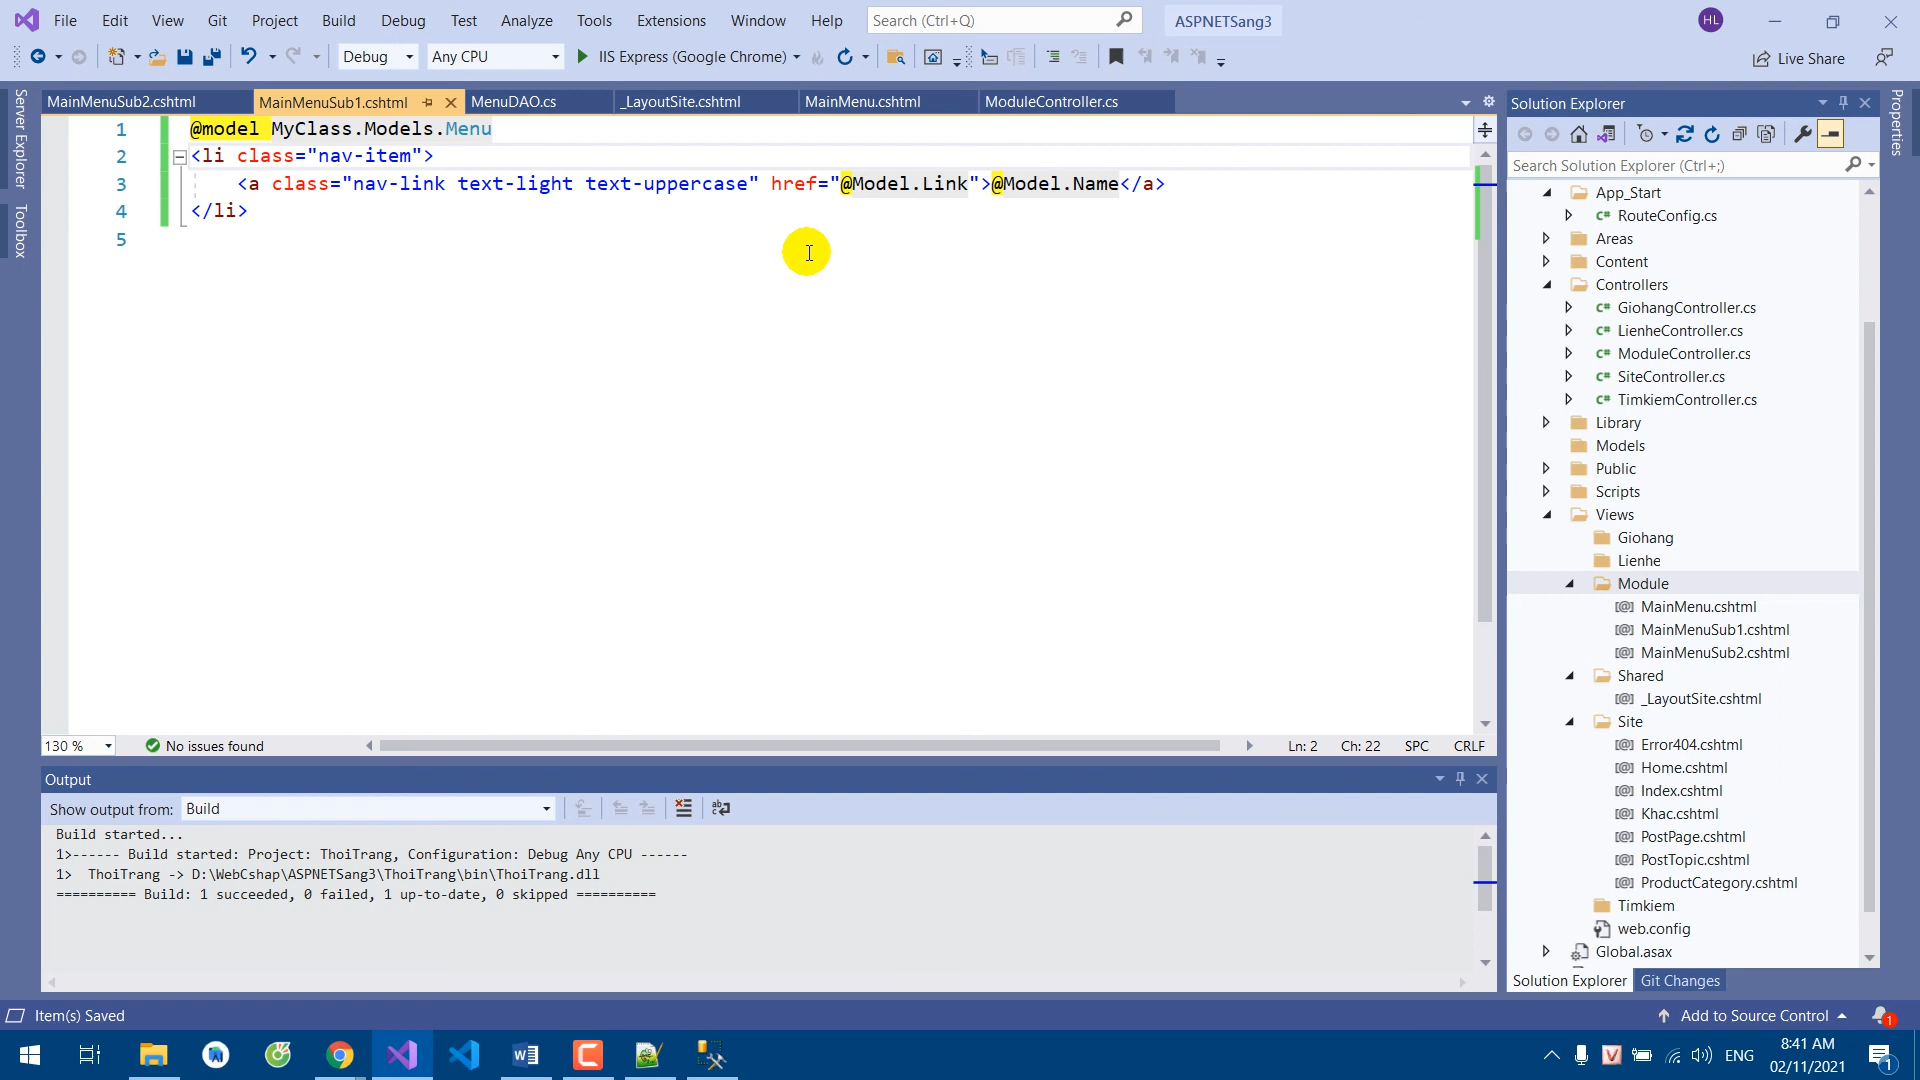 File Edit View Git Project Build Debug Test Analyze Tools Extensions Window Help Search (Ctrl+Q) ASPNETSang3 HL
Debug Any CPU IIS Express (Google Chrome) Live Share
Server Explorer
Toolbox
MainMenuSub2.cshtml MainMenuSub1.cshtml MenuDAO.cs _LayoutSite.cshtml MainMenu.cshtml ModuleController.cs
1 @model MyClass.Models.Menu
2 <li class="nav-item">
3 <a class="nav-link text-light text-uppercase" href="@Model.Link">@Model.Name</a>
4 </li>
5
130 % No issues found Ln: 2 Ch: 22 SPC CRLF
Output
Show output from: Build
Build started...
1>------ Build started: Project: ThoiTrang, Configuration: Debug Any CPU ------
1> ThoiTrang -> D:\WebCshap\ASPNETSang3\ThoiTrang\bin\ThoiTrang.dll
========== Build: 1 succeeded, 0 failed, 1 up-to-date, 0 skipped ==========
Solution Explorer
Search Solution Explorer (Ctrl+;)
App_Start
C# RouteConfig.cs
Areas
Content
Controllers
C# GiohangController.cs
C# LienheController.cs
C# ModuleController.cs
C# SiteController.cs
C# TimkiemController.cs
Library
Models
Public
Scripts
Views
Giohang
Lienhe
Module
[@] MainMenu.cshtml
[@] MainMenuSub1.cshtml
[@] MainMenuSub2.cshtml
Shared
[@] _LayoutSite.cshtml
Site
[@] Error404.cshtml
[@] Home.cshtml
[@] Index.cshtml
[@] Khac.cshtml
[@] PostPage.cshtml
[@] PostTopic.cshtml
[@] ProductCategory.cshtml
Timkiem
web.config
Global.asax
Solution Explorer Git Changes
Properties
Item(s) Saved Add to Source Control 1
ENG 8:41 AM
02/11/2021 1